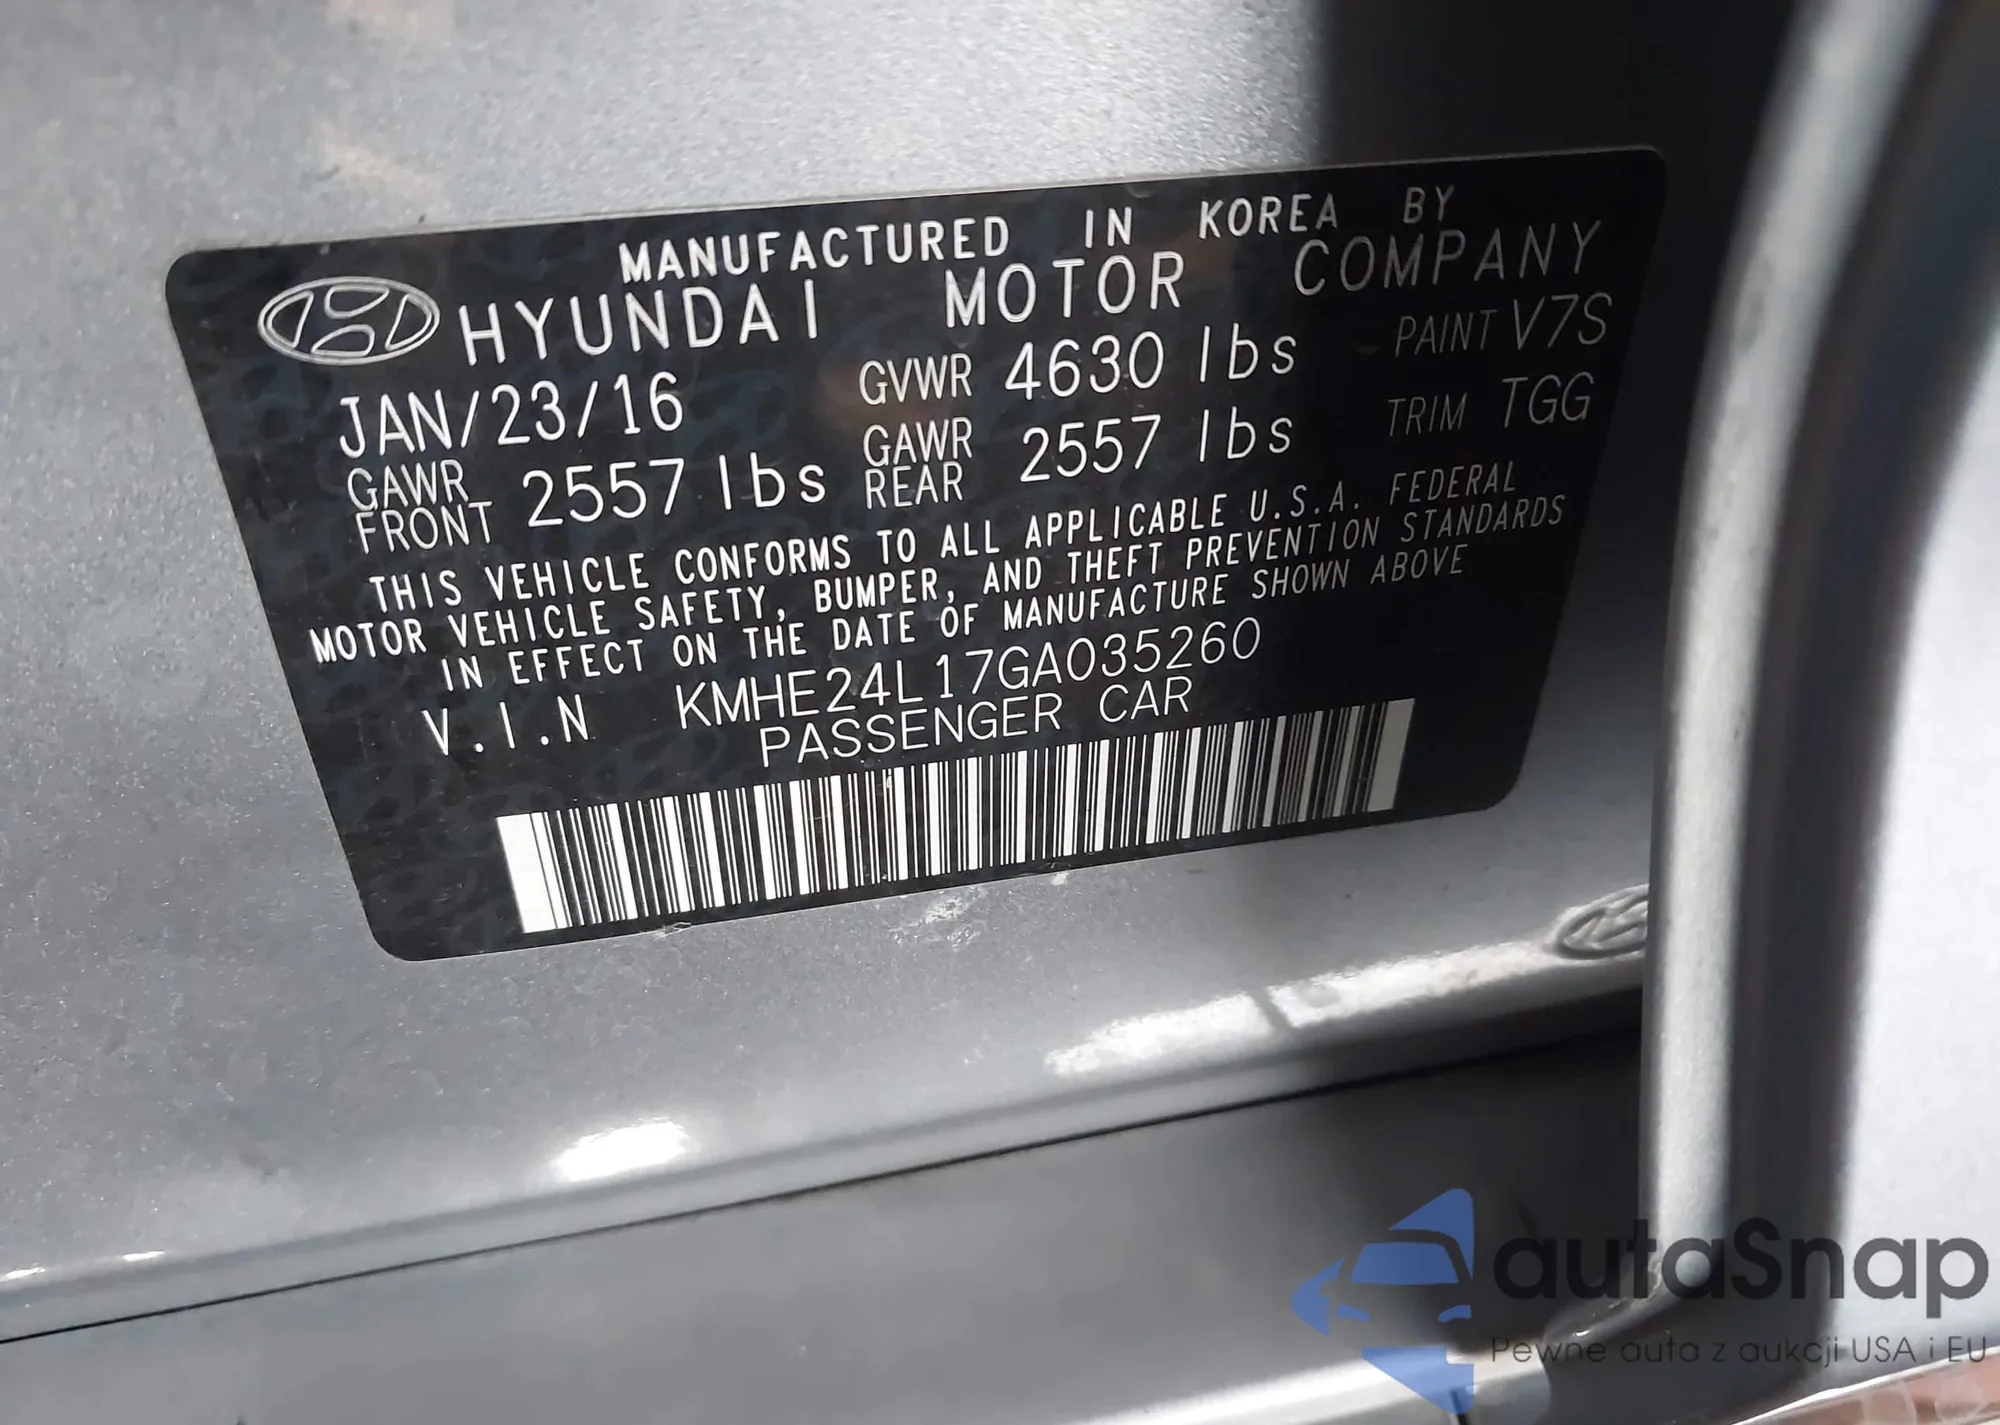 MANUFACTURED IN KOREA BY
HYUNDAI MOTOR COMPANY
JAN/23/16 GVWR 4630 lbs PAINT V7S
GAWR FRONT 2557 lbs GAWR REAR 2557 lbs TRIM TGG
THIS VEHICLE CONFORMS TO ALL APPLICABLE U.S.A. FEDERAL
MOTOR VEHICLE SAFETY, BUMPER, AND THEFT PREVENTION STANDARDS
IN EFFECT ON THE DATE OF MANUFACTURE SHOWN ABOVE
V.I.N KMHE24L17GA035260
PASSENGER CAR
autaSnap
Pewne auta z aukcji USA i EU